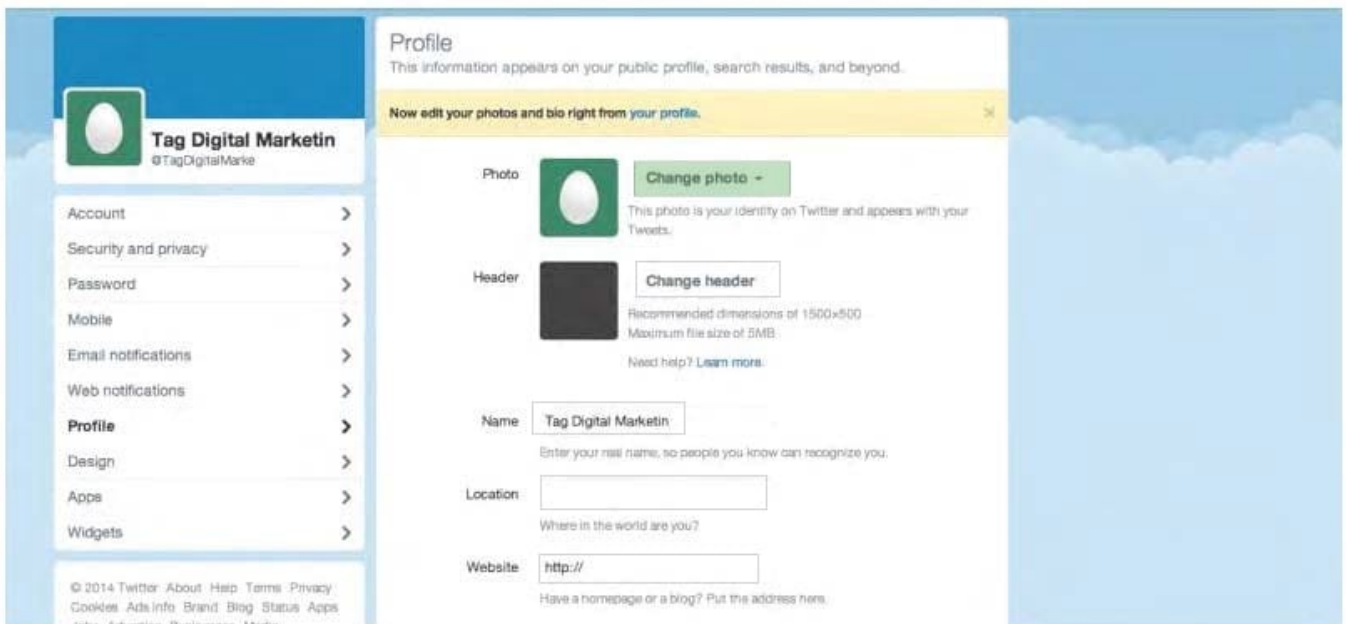 Tag Digital Marketin
@TagDigitalMarke
Account
Security and privacy
Password
Mobile
Email notifications
Web notifications
Profile
Design
Apps
Widgets
© 2014 Twitter About Help Terms Privacy
Cookies Ads info Brand Blog Status Apps
Profile
This information appears on your public profile, search results, and beyond.
Now edit your photos and bio right from your profile.
Photo
Change photo
This photo is your identity on Twitter and appears with your
Tweets.
Header
Change header
Recommended dimensions of 1500×500
Maximum file size of 5MB
Need help? Learn more.
Name
Tag Digital Marketin
Enter your real name, so people you know can recognize you.
Location
Where in the world are you?
Website
http://
Have a homepage or a blog? Put the address here.